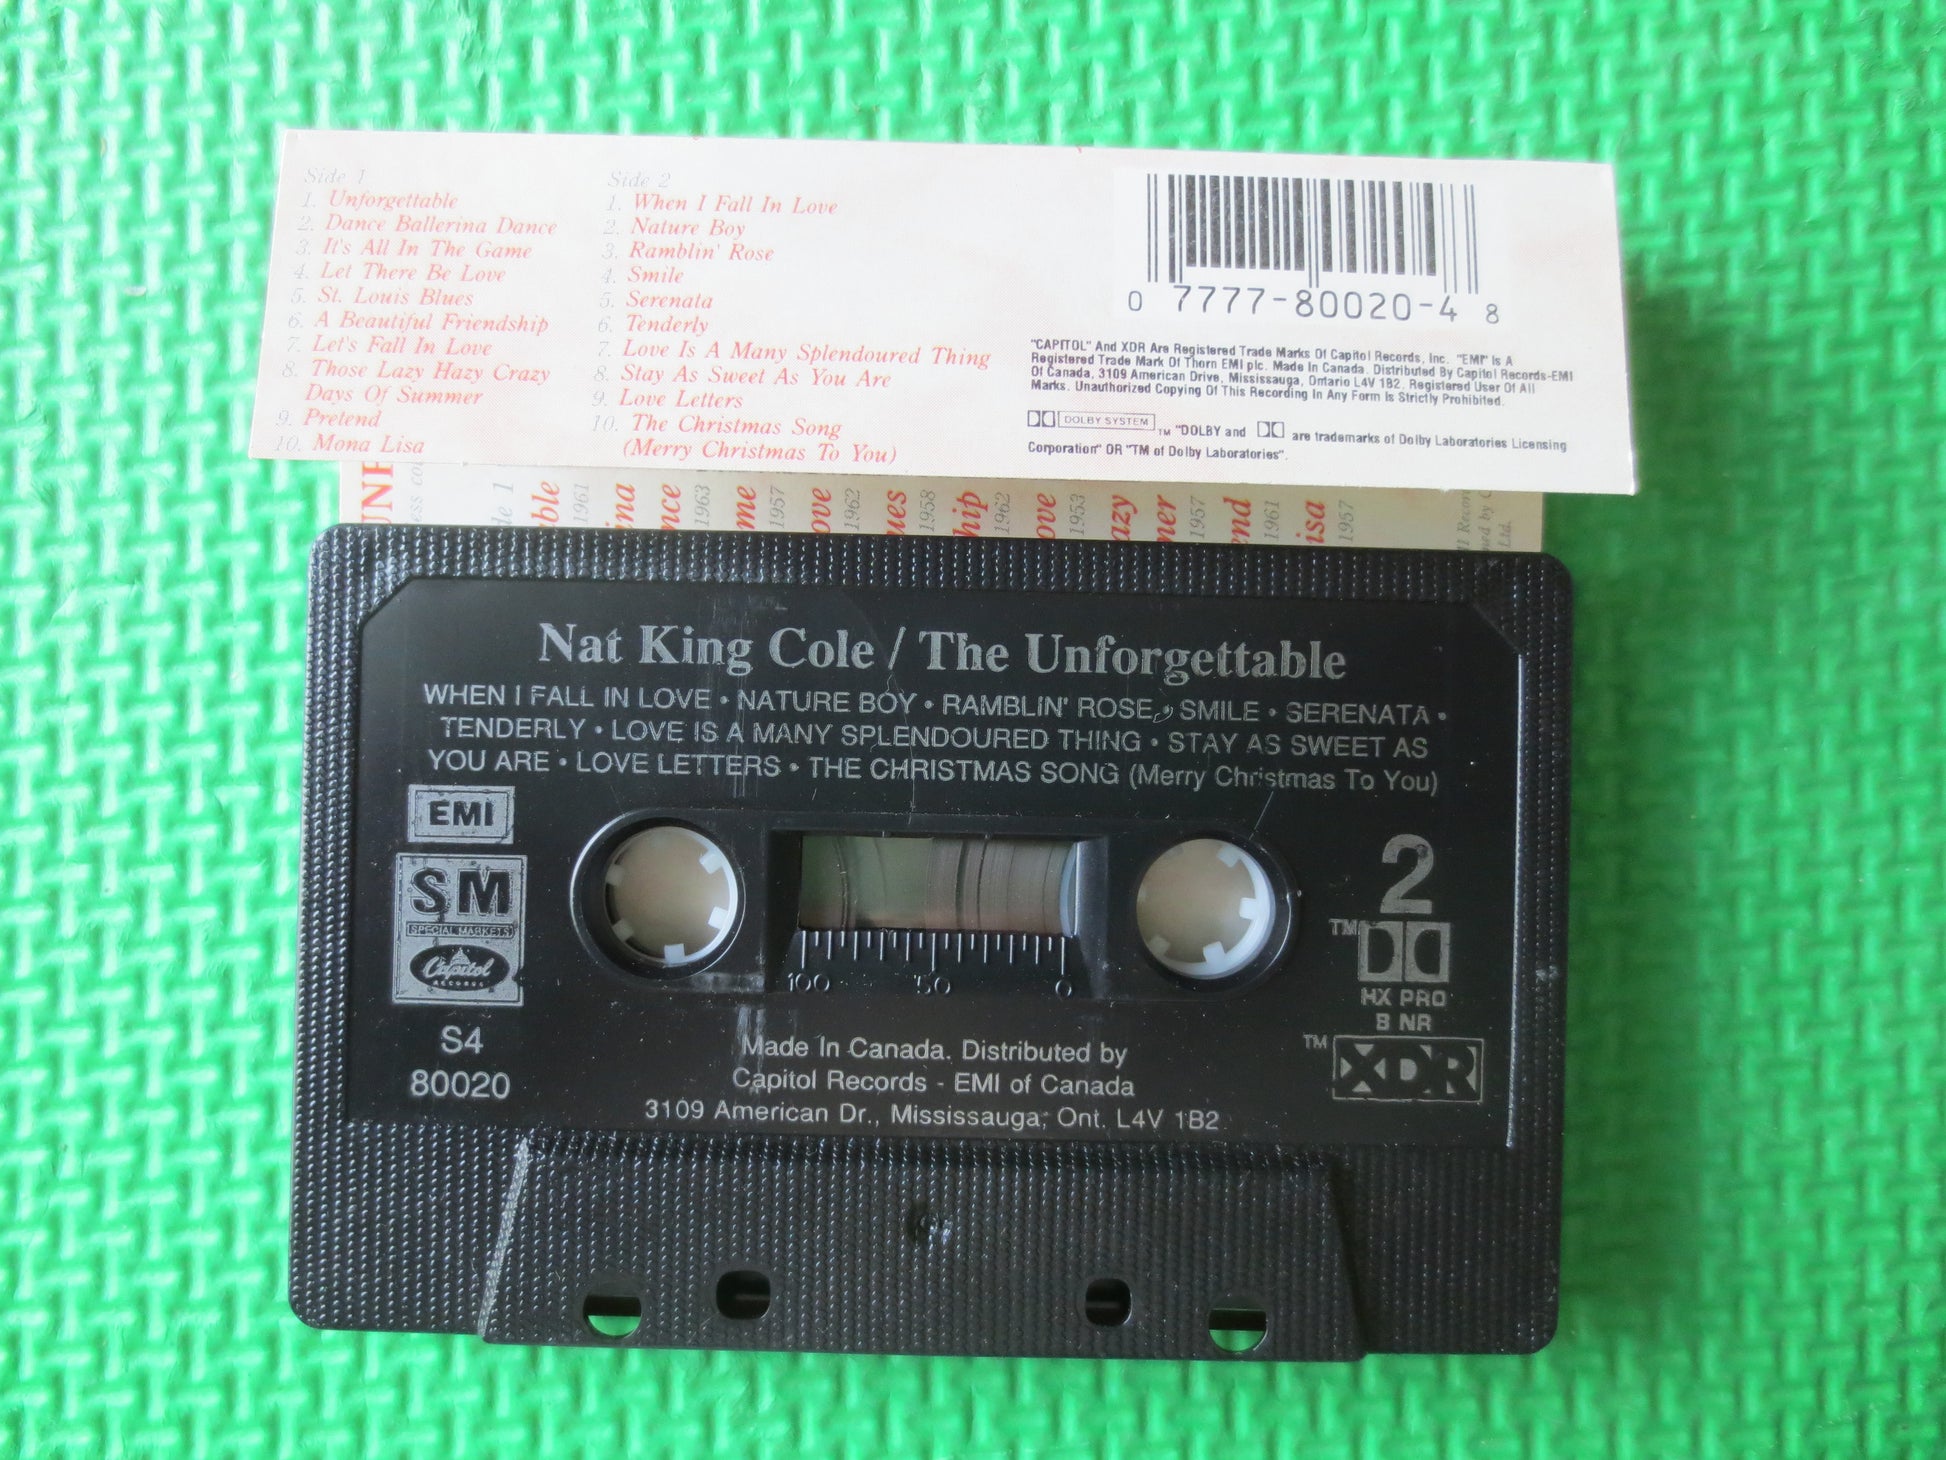 Side 1
1. Unforgettable
2. Dance Ballerina Dance
3. It's All In The Game
4. Let There Be Love
5. St. Louis Blues
6. A Beautiful Friendship
7. Let's Fall In Love
8. Those Lazy Hazy Crazy
Days Of Summer
9. Pretend
10. Mona Lisa
Side 2
1. When I Fall In Love
2. Nature Boy
3. Ramblin' Rose
4. Smile
5. Serenata
6. Tenderly
7. Love Is A Many Splendoured Thing
8. Stay As Sweet As You Are
9. Love Letters
10. The Christmas Song
(Merry Christmas To You)
0 7777-80020-4 8
"CAPITOL" And XDR Are Registered Trade Marks Of Capitol Records, Inc. "EMI" Is A
Registered Trade Mark Of Thorn EMI plc. Made In Canada. Distributed By Capitol Records-EMI
Of Canada, 3109 American Drive, Mississauga, Ontario L4V 1B2, Registered User Of All
Marks. Unauthorized Copying Of This Recording In Any Form Is Strictly Prohibited.
DOLBY SYSTEM TM "DOLBY and are trademarks of Dolby Laboratories Licensing
Corporation" OR "TM of Dolby Laboratories".
UNF
1961
1963
1957
1962
1958
1962
1953
1957
1961
1957
Ltd.
Nat King Cole / The Unforgettable
WHEN I FALL IN LOVE • NATURE BOY • RAMBLIN' ROSE • SMILE • SERENATA •
TENDERLY • LOVE IS A MANY SPLENDOURED THING • STAY AS SWEET AS
YOU ARE • LOVE LETTERS • THE CHRISTMAS SONG (Merry Christmas To You)
EMI
SM
SPECIAL MARKETS
Capitol
RECORDS
S4
80020
100 50 0
2
TM
HX PRO
B NR
TM XDR
Made In Canada. Distributed by
Capitol Records - EMI of Canada
3109 American Dr., Mississauga, Ont. L4V 1B2